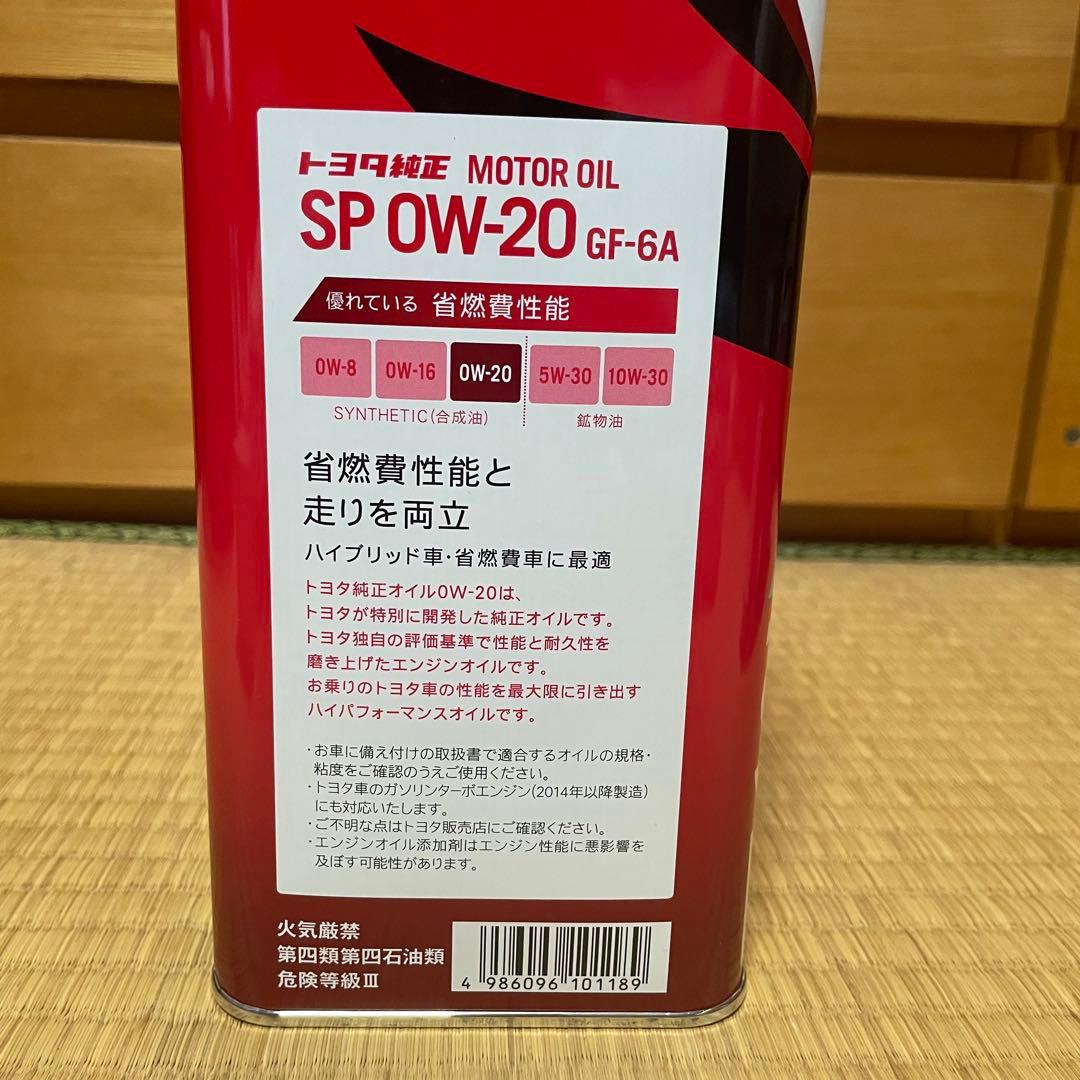 トヨタ純正 MOTOR OIL
SP 0W-20 GF-6A
優れている 省燃費性能
0W-8 0W-16 0W-20 5W-30 10W-30
SYNTHETIC(合成油) 鉱物油
省燃費性能と
走りを両立
ハイブリッド車・省燃費車に最適
トヨタ純正オイル0W-20は、
トヨタが特別に開発した純正オイルです。
トヨタ独自の評価基準で性能と耐久性を
磨き上げたエンジンオイルです。
お乗りのトヨタ車の性能を最大限に引き出す
ハイパフォーマンスオイルです。
・お車に備え付けの取扱書で適合するオイルの規格・
粘度をご確認のうえご使用ください。
・トヨタ車のガソリンターボエンジン(2014年以降製造)
にも対応いたします。
・ご不明な点はトヨタ販売店にご確認ください。
・エンジンオイル添加剤はエンジン性能に悪影響を
及ぼす可能性があります。
火気厳禁
第四類第四石油類
危険等級Ⅲ
4 986096 101189